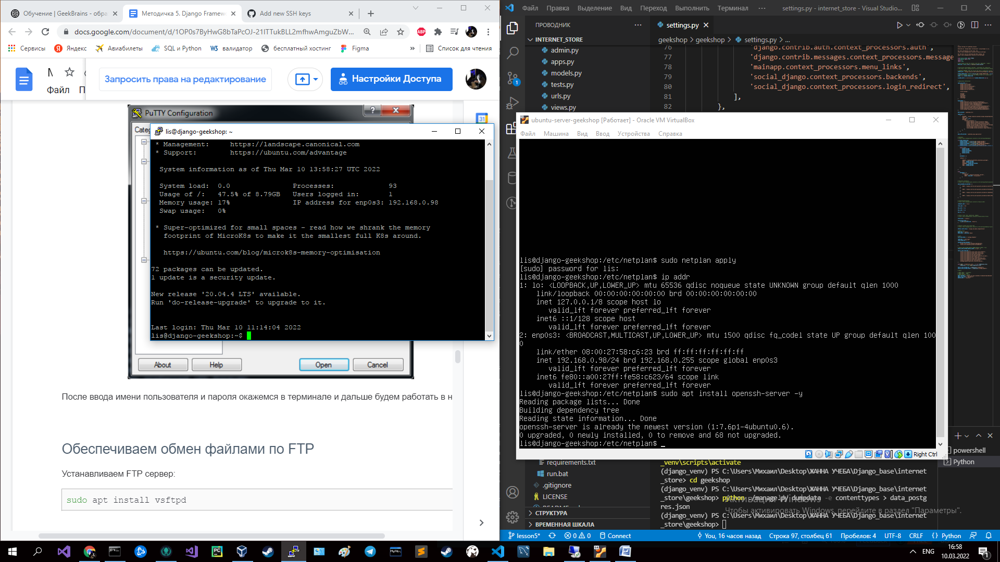 Обучение | GeekBrains - обра
Методичка 5. Django Framew
Add new SSH keys
docs.google.com/document/d/1OP0s7ByHwG8bTaPcOJ-21ITTukBLL2mfhwAmguZbW...
ABP
Сервисы
Яндекс
Авиабилеты
SQL и Python
W3
валидатор
бесплатный хостинг
Figma
»
Список для чтения
Файл
Запросить права на редактирование
Настройки Доступа
31
PuTTY Configuration
Categ
lis@django-geekshop: ~
* Management:     https://landscape.canonical.com
* Support:        https://ubuntu.com/advantage
System information as of Thu Mar 10 13:58:27 UTC 2022
System load:  0.0               Processes:             93
Usage of /:   47.5% of 8.79GB   Users logged in:       1
Memory usage: 17%               IP address for enp0s3: 192.168.0.98
Swap usage:   0%
* Super-optimized for small spaces - read how we shrank the memory
footprint of MicroK8s to make it the smallest full K8s around.
https://ubuntu.com/blog/microk8s-memory-optimisation
72 packages can be updated.
1 update is a security update.
New release '20.04.4 LTS' available.
Run 'do-release-upgrade' to upgrade to it.
Last login: Thu Mar 10 11:14:04 2022
lis@django-geekshop:~$
About
Help
Open
Cancel
После ввода имени пользователя и пароля окажемся в терминале и дальше будем работать в н
Обеспечиваем обмен файлами по FTP
Устанавливаем FTP сервер:
sudo apt install vsftpd
Файл Правка Выделение Вид Переход Выполнить Терминал ···
settings.py - internet_store - Visual Studio...
ПРОВОДНИК
settings.py
INTERNET_STORE
admin.py
apps.py
models.py
tests.py
urls.py
views.py
1
geekshop > geekshop > settings.py > ...
76 'django.contrib.auth.context_processors.auth',
77 'django.contrib.messages.context_processors.message
78 'mainapp.context_processors.menu_links',
79 'social_django.context_processors.backends',
80 'social_django.context_processors.login_redirect',
81 ],
82 },
ubuntu-server-geekshop [Работает] - Oracle VM VirtualBox
Файл Машина Вид Ввод Устройства Справка
lis@django-geekshop:/etc/netplan$ sudo netplan apply
[sudo] password for lis:
lis@django-geekshop:/etc/netplan$ ip addr
1: lo: <LOOPBACK,UP,LOWER_UP> mtu 65536 qdisc noqueue state UNKNOWN group default qlen 1000
link/loopback 00:00:00:00:00:00 brd 00:00:00:00:00:00
inet 127.0.0.1/8 scope host lo
valid_lft forever preferred_lft forever
inet6 ::1/128 scope host
valid_lft forever preferred_lft forever
2: enp0s3: <BROADCAST,MULTICAST,UP,LOWER_UP> mtu 1500 qdisc fq_codel state UP group default qlen 100
0
link/ether 08:00:27:58:c6:23 brd ff:ff:ff:ff:ff:ff
inet 192.168.0.98/24 brd 192.168.0.255 scope global enp0s3
valid_lft forever preferred_lft forever
inet6 fe80::a00:27ff:fe58:c623/64 scope link
valid_lft forever preferred_lft forever
lis@django-geekshop:/etc/netplan$ sudo apt install openssh-server -y
Reading package lists... Done
Building dependency tree
Reading state information... Done
openssh-server is already the newest version (1:7.6p1-4ubuntu0.6).
0 upgraded, 0 newly installed, 0 to remove and 68 not upgraded.
lis@django-geekshop:/etc/netplan$ _
Right Ctrl
requirements.txt
run.bat
.gitignore
LICENSE
СТРУКТУРА
ВРЕМЕННАЯ ШКАЛА
powershell
Python
_venv\scripts\activate
(django_venv) PS C:\Users\Михаил\Desktop\ЖАННА УЧЕБА\Django_base\internet
_store> cd geekshop
(django_venv) PS C:\Users\Михаил\Desktop\ЖАННА УЧЕБА\Django_base\internet
_store\geekshop> python ./manage.py dumpdata -e contenttypes > data_postg
res.json
(django_venv) PS C:\Users\Михаил\Desktop\ЖАННА УЧЕБА\Django_base\internet
_store\geekshop>
Активация Windows
Чтобы активировать Windows, перейдите в раздел "Параметры".
lesson5* 0 0 Connect
You, 16 часов назад Строка 97, столбец 61 Пробелов: 4 UTF-8 CRLF Python
ENG
16:58
10.03.2022
1